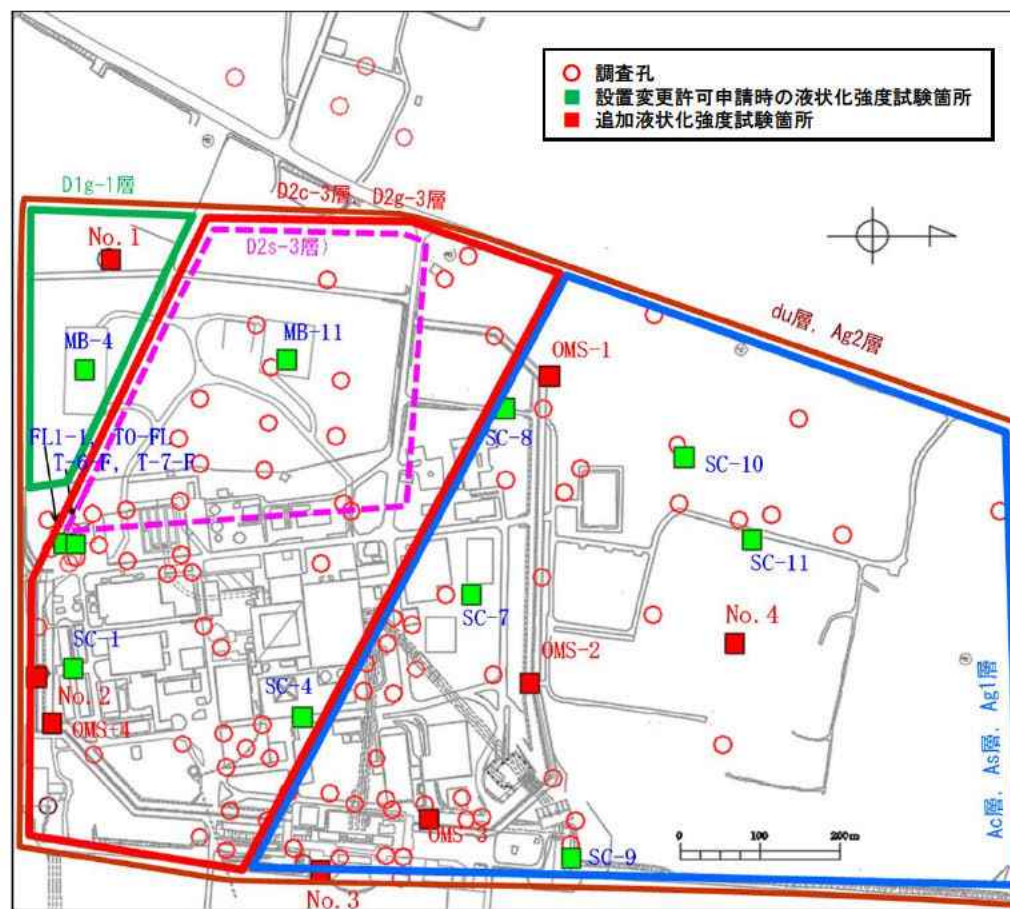 調査孔
設置変更許可申請時の液状化強度試験箇所
追加液状化強度試験箇所
D1g-1層
D2c-3層 D2g-3層
No.1
D2s-3層)
du層, Ag2層
MB-4
MB-11
OMS-1
SC-8
FL1-1, T0-FL
T-6-F, T-7-F
SC-10
SC-11
SC-7
No.4
SC-1
OMS-2
SC-4
No.2
OMS-4
Ac層, As層, Ag1層
OMS-3
0 100 200m
SC-9
No.3